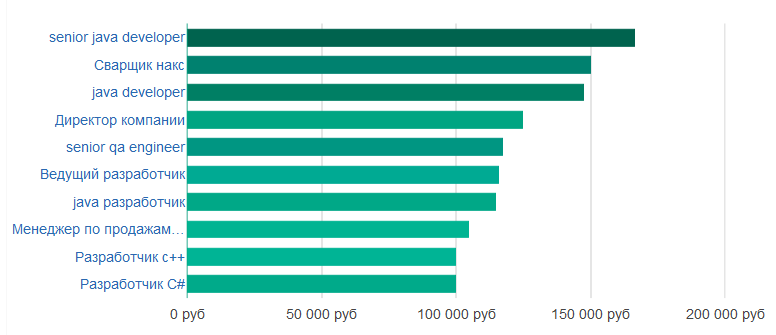 senior java developer
Сварщик накс
java developer
Директор компании
senior qa engineer
Ведущий разработчик
java разработчик
Менеджер по продажам…
Разработчик c++
Разработчик C#
0 руб 50 000 руб 100 000 руб 150 000 руб 200 000 руб